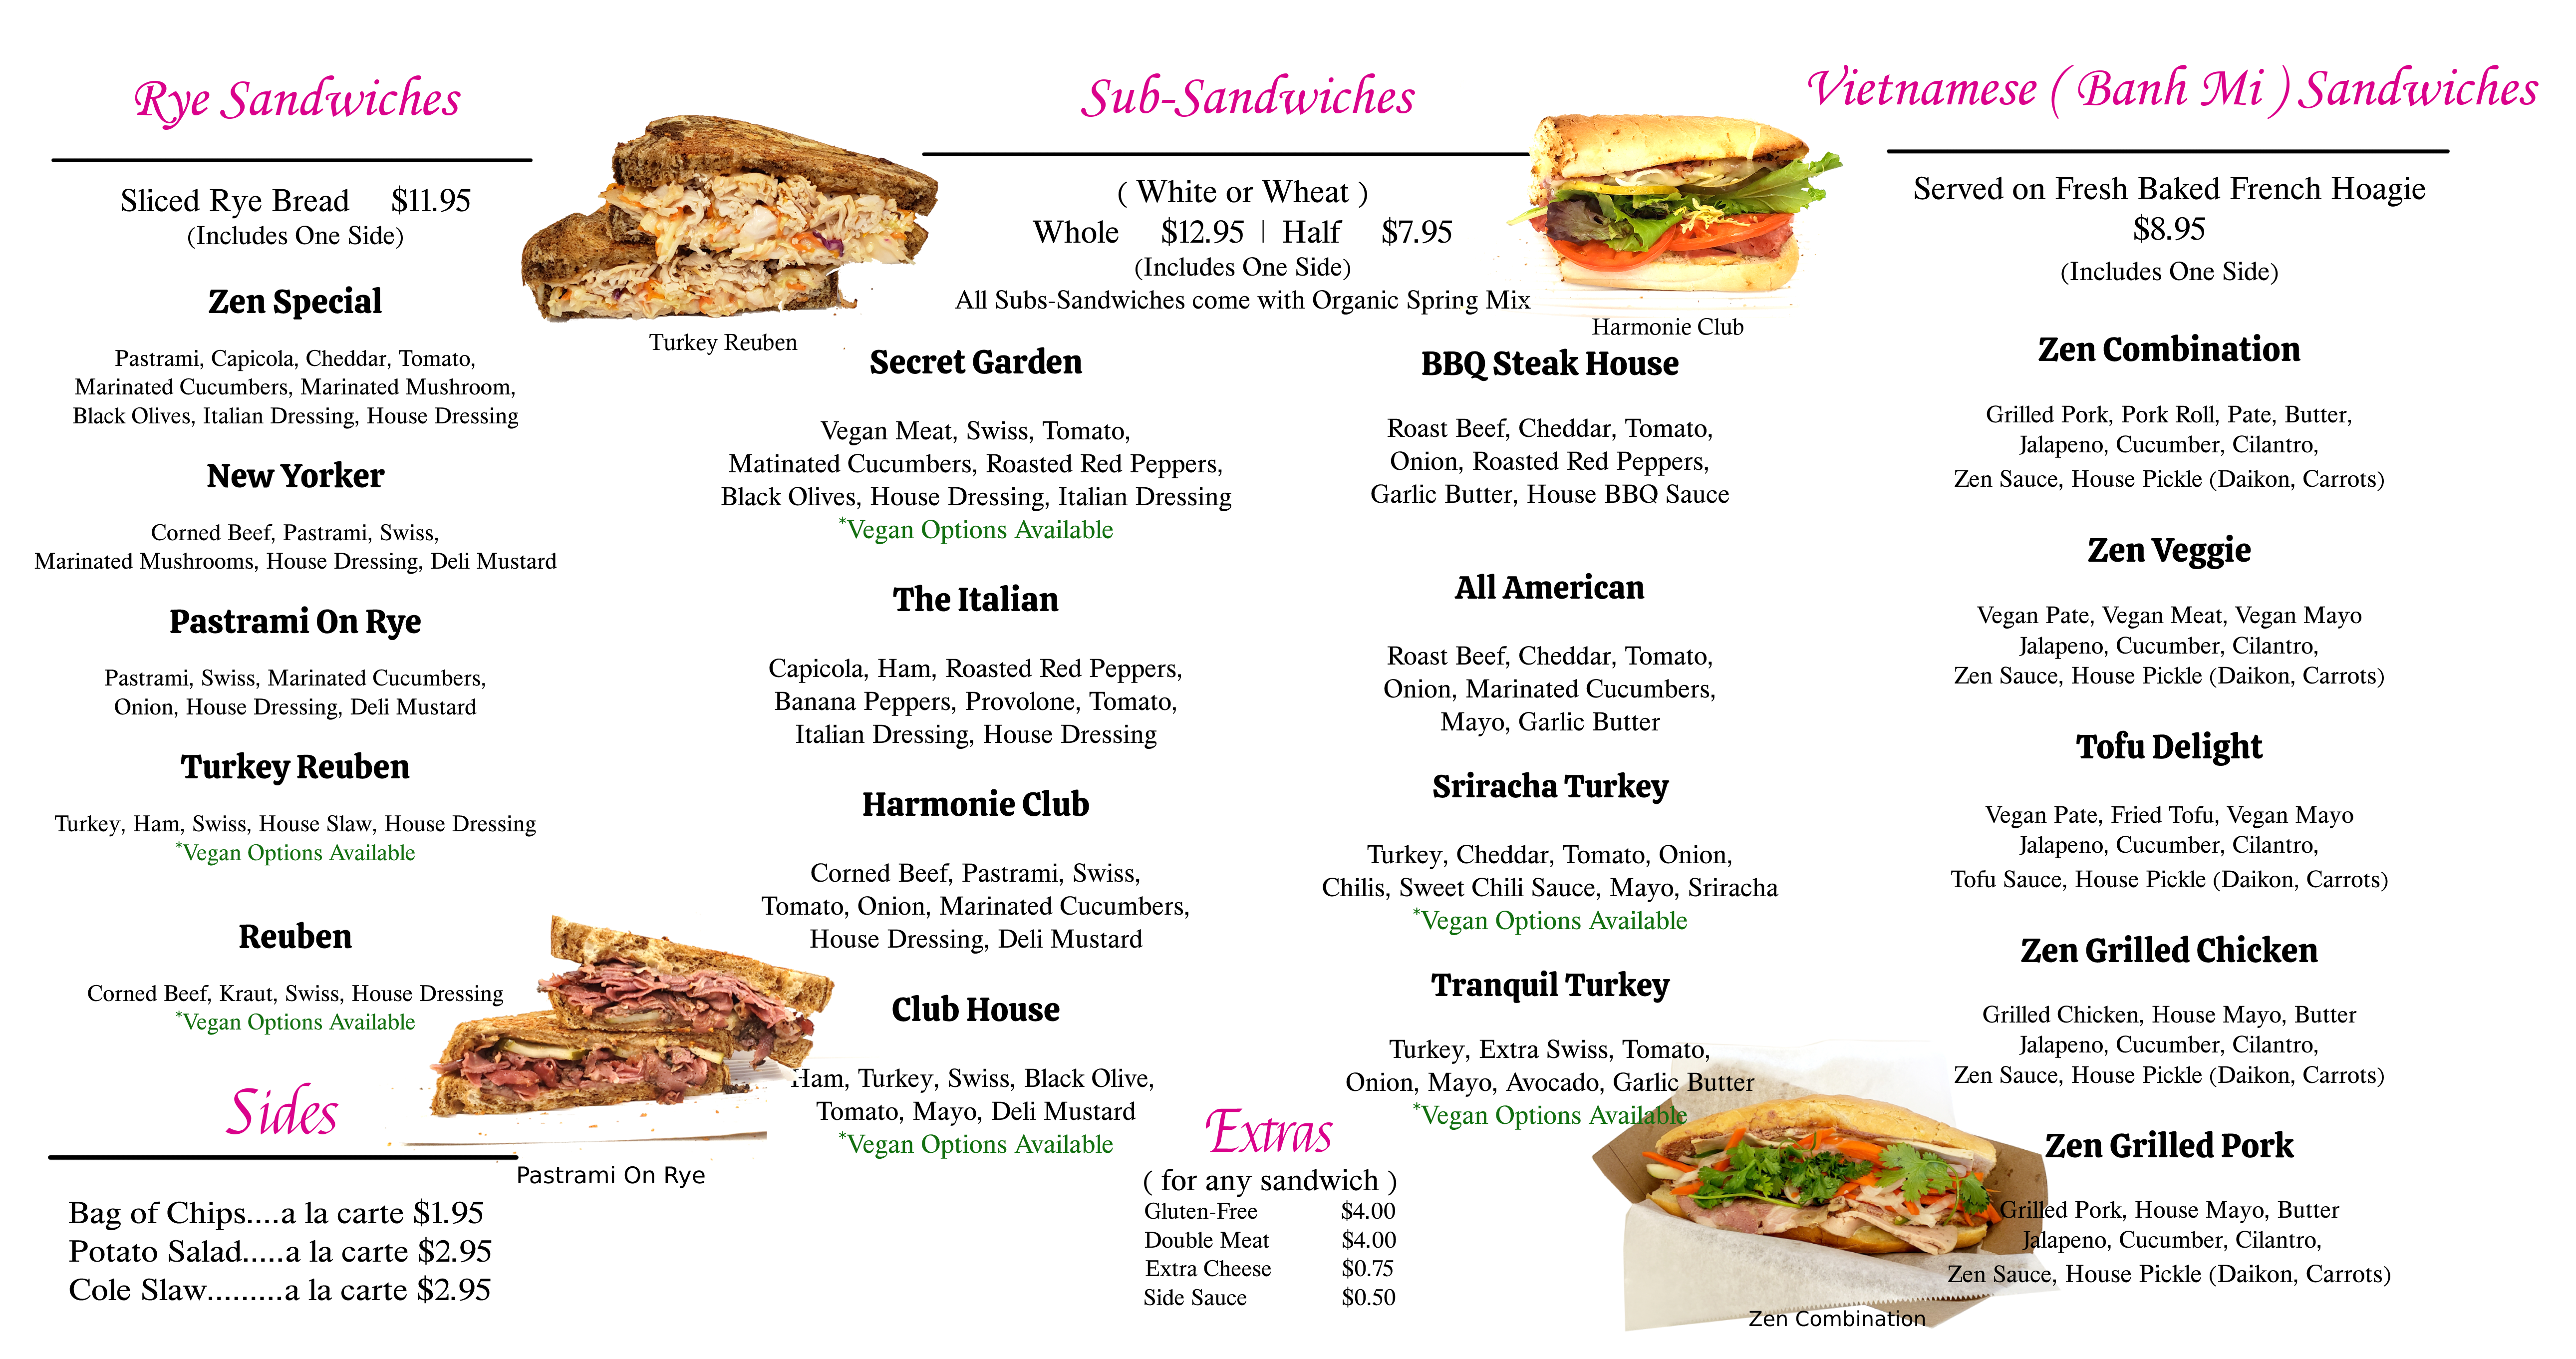 Rye Sandwiches
Sliced Rye Bread $11.95
(Includes One Side)
Zen Special
Pastrami, Capicola, Cheddar, Tomato,
Marinated Cucumbers, Marinated Mushroom,
Black Olives, Italian Dressing, House Dressing
New Yorker
Corned Beef, Pastrami, Swiss,
Marinated Mushrooms, House Dressing, Deli Mustard
Pastrami On Rye
Pastrami, Swiss, Marinated Cucumbers,
Onion, House Dressing, Deli Mustard
Turkey Reuben
Turkey, Ham, Swiss, House Slaw, House Dressing
*Vegan Options Available
Reuben
Corned Beef, Kraut, Swiss, House Dressing
*Vegan Options Available
Sides
Bag of Chips....a la carte $1.95
Potato Salad.....a la carte $2.95
Cole Slaw.........a la carte $2.95
Turkey Reuben
Pastrami On Rye
Sub-Sandwiches
( White or Wheat )
Whole $12.95 | Half $7.95
(Includes One Side)
All Subs-Sandwiches come with Organic Spring Mix
Harmonie Club
Secret Garden
Vegan Meat, Swiss, Tomato,
Matinated Cucumbers, Roasted Red Peppers,
Black Olives, House Dressing, Italian Dressing
*Vegan Options Available
The Italian
Capicola, Ham, Roasted Red Peppers,
Banana Peppers, Provolone, Tomato,
Italian Dressing, House Dressing
Harmonie Club
Corned Beef, Pastrami, Swiss,
Tomato, Onion, Marinated Cucumbers,
House Dressing, Deli Mustard
Club House
Ham, Turkey, Swiss, Black Olive,
Tomato, Mayo, Deli Mustard
*Vegan Options Available
BBQ Steak House
Roast Beef, Cheddar, Tomato,
Onion, Roasted Red Peppers,
Garlic Butter, House BBQ Sauce
All American
Roast Beef, Cheddar, Tomato,
Onion, Marinated Cucumbers,
Mayo, Garlic Butter
Sriracha Turkey
Turkey, Cheddar, Tomato, Onion,
Chilis, Sweet Chili Sauce, Mayo, Sriracha
*Vegan Options Available
Tranquil Turkey
Turkey, Extra Swiss, Tomato,
Onion, Mayo, Avocado, Garlic Butter
*Vegan Options Available
Extras
( for any sandwich )
Gluten-Free $4.00
Double Meat $4.00
Extra Cheese $0.75
Side Sauce $0.50
Vietnamese ( Banh Mi ) Sandwiches
Served on Fresh Baked French Hoagie
$8.95
(Includes One Side)
Zen Combination
Grilled Pork, Pork Roll, Pate, Butter,
Jalapeno, Cucumber, Cilantro,
Zen Sauce, House Pickle (Daikon, Carrots)
Zen Veggie
Vegan Pate, Vegan Meat, Vegan Mayo
Jalapeno, Cucumber, Cilantro,
Zen Sauce, House Pickle (Daikon, Carrots)
Tofu Delight
Vegan Pate, Fried Tofu, Vegan Mayo
Jalapeno, Cucumber, Cilantro,
Tofu Sauce, House Pickle (Daikon, Carrots)
Zen Grilled Chicken
Grilled Chicken, House Mayo, Butter
Jalapeno, Cucumber, Cilantro,
Zen Sauce, House Pickle (Daikon, Carrots)
Zen Grilled Pork
Grilled Pork, House Mayo, Butter
Jalapeno, Cucumber, Cilantro,
Zen Sauce, House Pickle (Daikon, Carrots)
Zen Combination